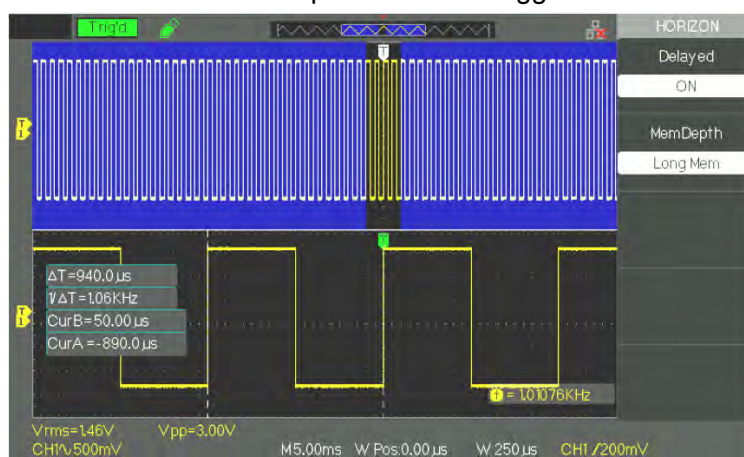 Trig'd
T
HORIZON
Delayed
ON
MemDepth
Long Mem
T
1
T
ΔT=940.0µs
1/ΔT=1.06KHz
CurB=50.00µs
CurA=-890.0µs
T
1
f = 1.01076KHz
Vrms=1.46V Vpp=3.00V
CH1∿500mV M5.00ms W Pos:0.00µs W 250µs CH1 / 200mV